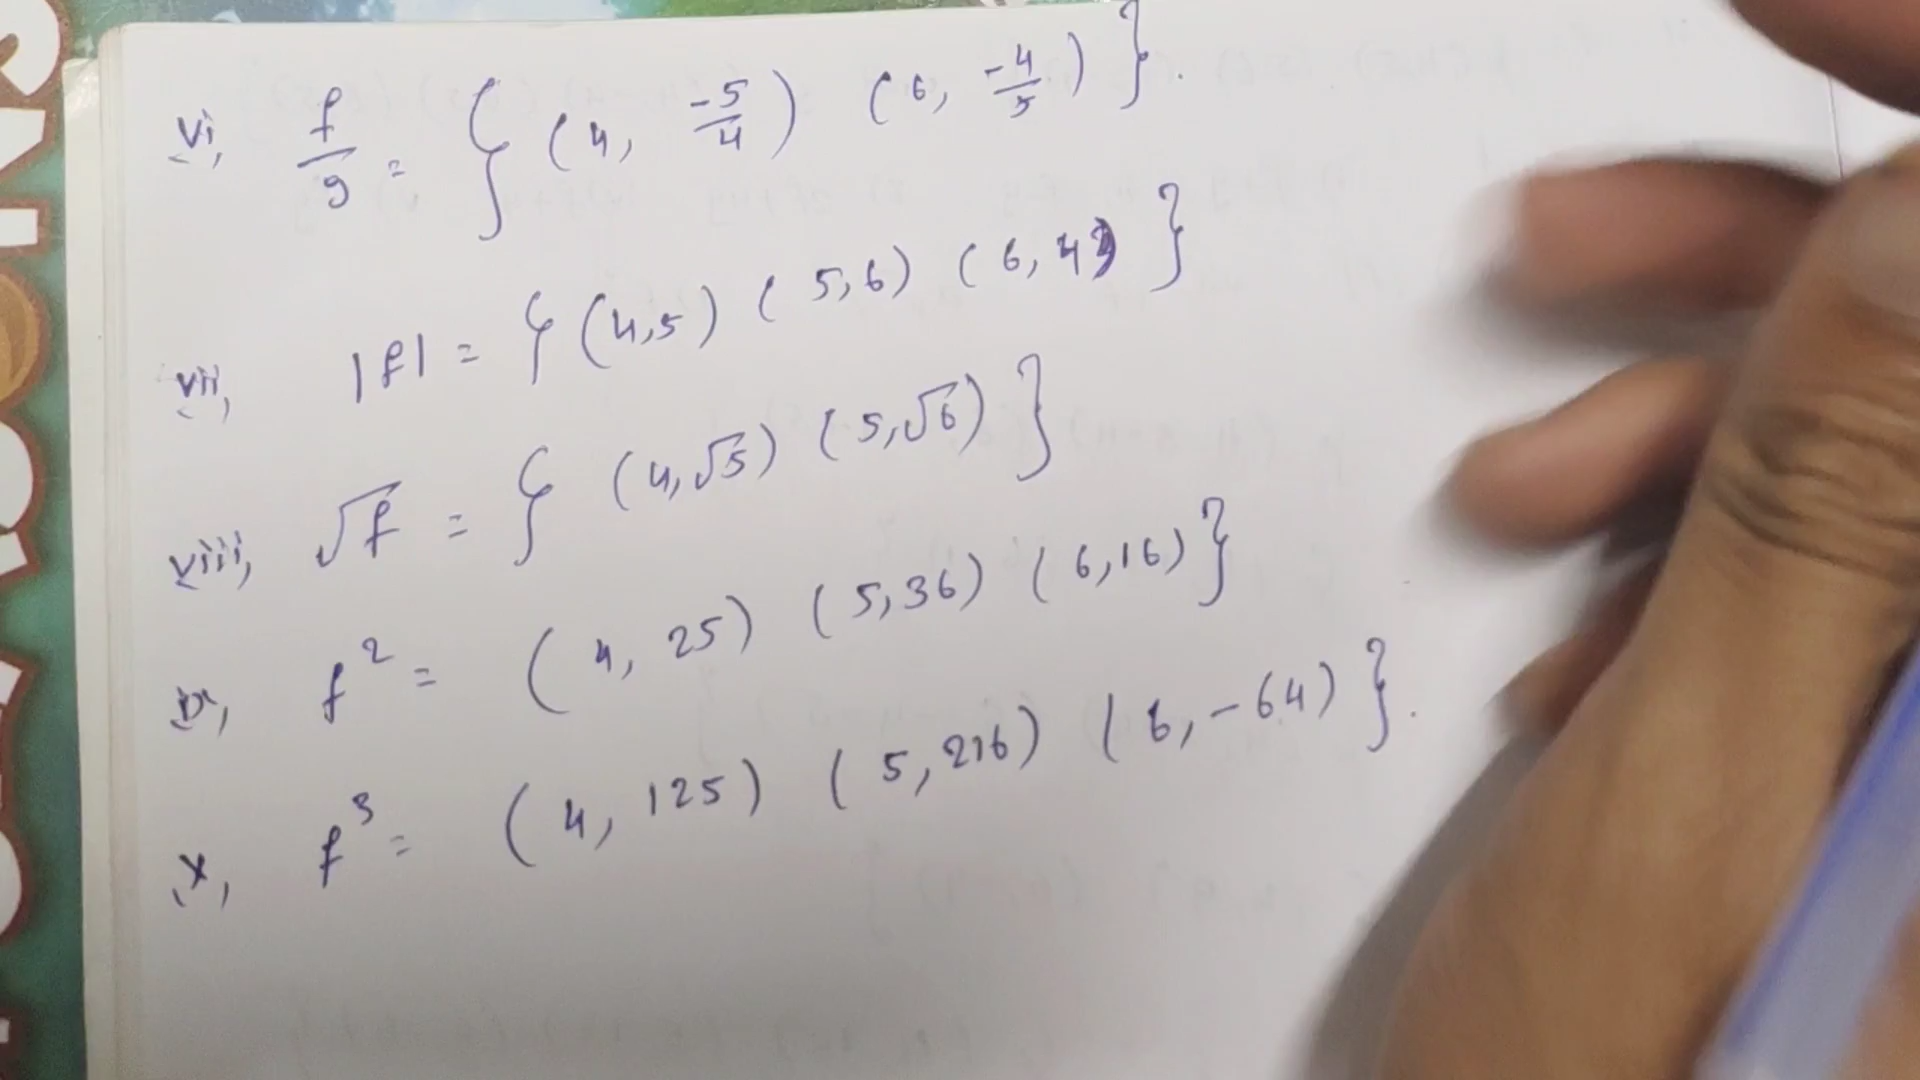 vi, f/g = { (4, -5/4) (6, -4/5) }.
vii, |f| = { (4,5) (5,6) (6,4) }
viii, √f = { (4,√5) (5,√6) }
ix, f² = (4, 25) (5,36) (6,16) }
x, f³ = (4, 125) (5,216) (6,-64) }.